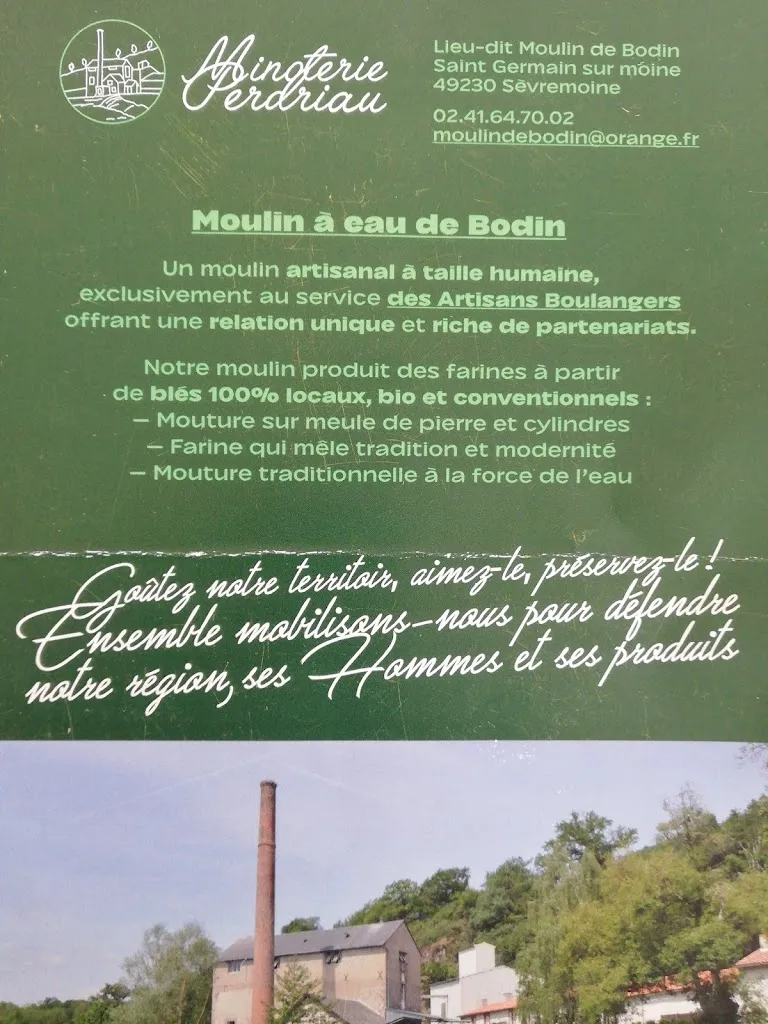 Minoterie
Perdriau
Lieu-dit Moulin de Bodin
Saint Germain sur moine
49230 Sèvremoine
02.41.64.70.02
moulindebodin@orange.fr
Moulin à eau de Bodin
Un moulin artisanal à taille humaine,
exclusivement au service des Artisans Boulangers
offrant une relation unique et riche de partenariats.
Notre moulin produit des farines à partir
de blés 100% locaux, bio et conventionnels :
— Mouture sur meule de pierre et cylindres
— Farine qui mêle tradition et modernité
— Mouture traditionnelle à la force de l'eau
Goûtez notre territoir, aimez-le, préservez-le !
Ensemble mobilisons-nous pour défendre
notre région, ses Hommes et ses produits